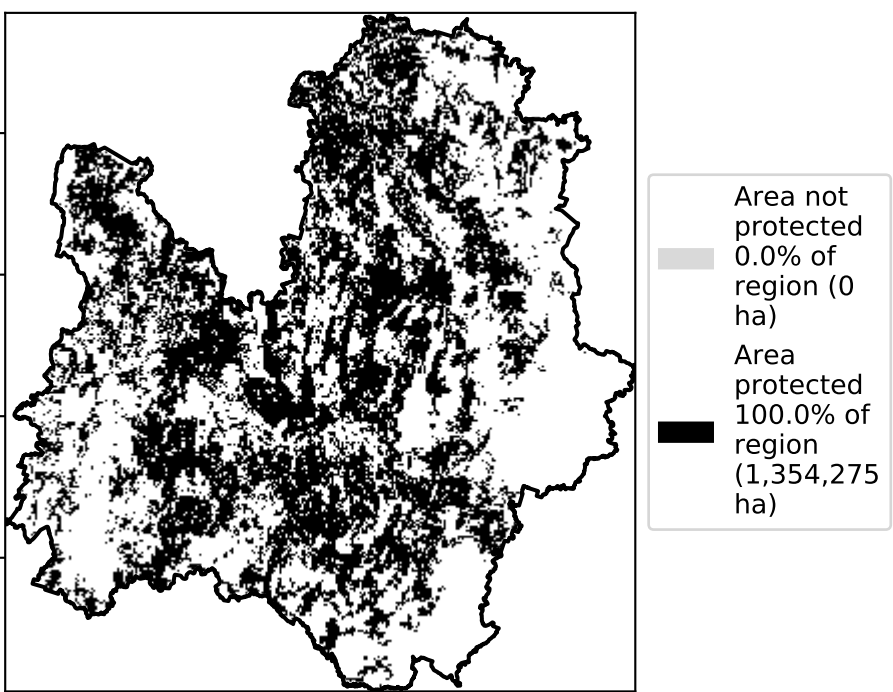 Area not
protected
0.0% of
region (0
ha)
Area
protected
100.0% of
region
(1,354,275
ha)